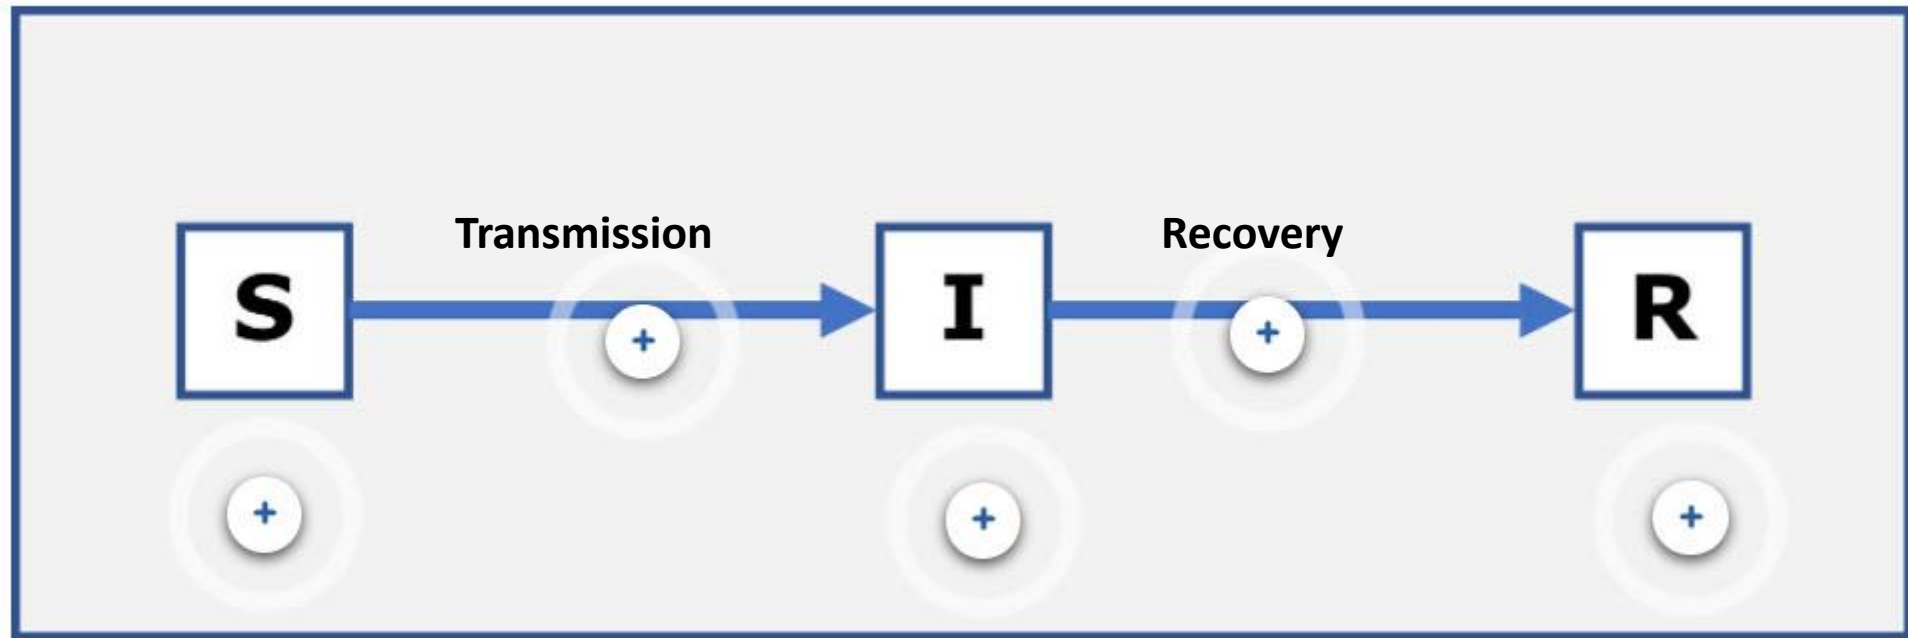 Transmission
Recovery
S
I
R
+
+
+
+
+